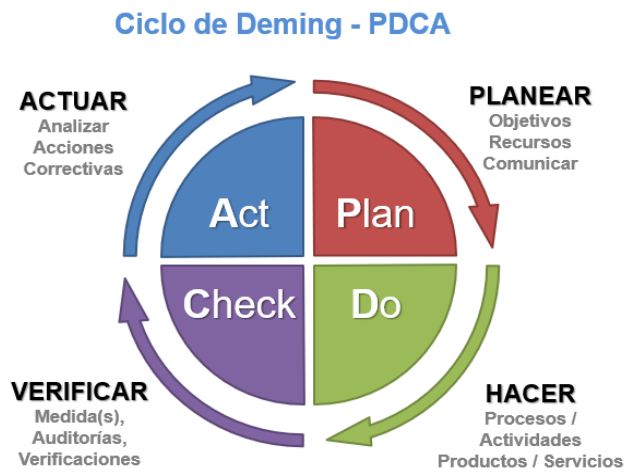 Ciclo de Deming - PDCA
ACTUAR
Analizar
Acciones
Correctivas
PLANEAR
Objetivos
Recursos
Comunicar
Act
Plan
Check
Do
VERIFICAR
Medida(s),
Auditorías,
Verificaciones
HACER
Procesos /
Actividades
Productos / Servicios